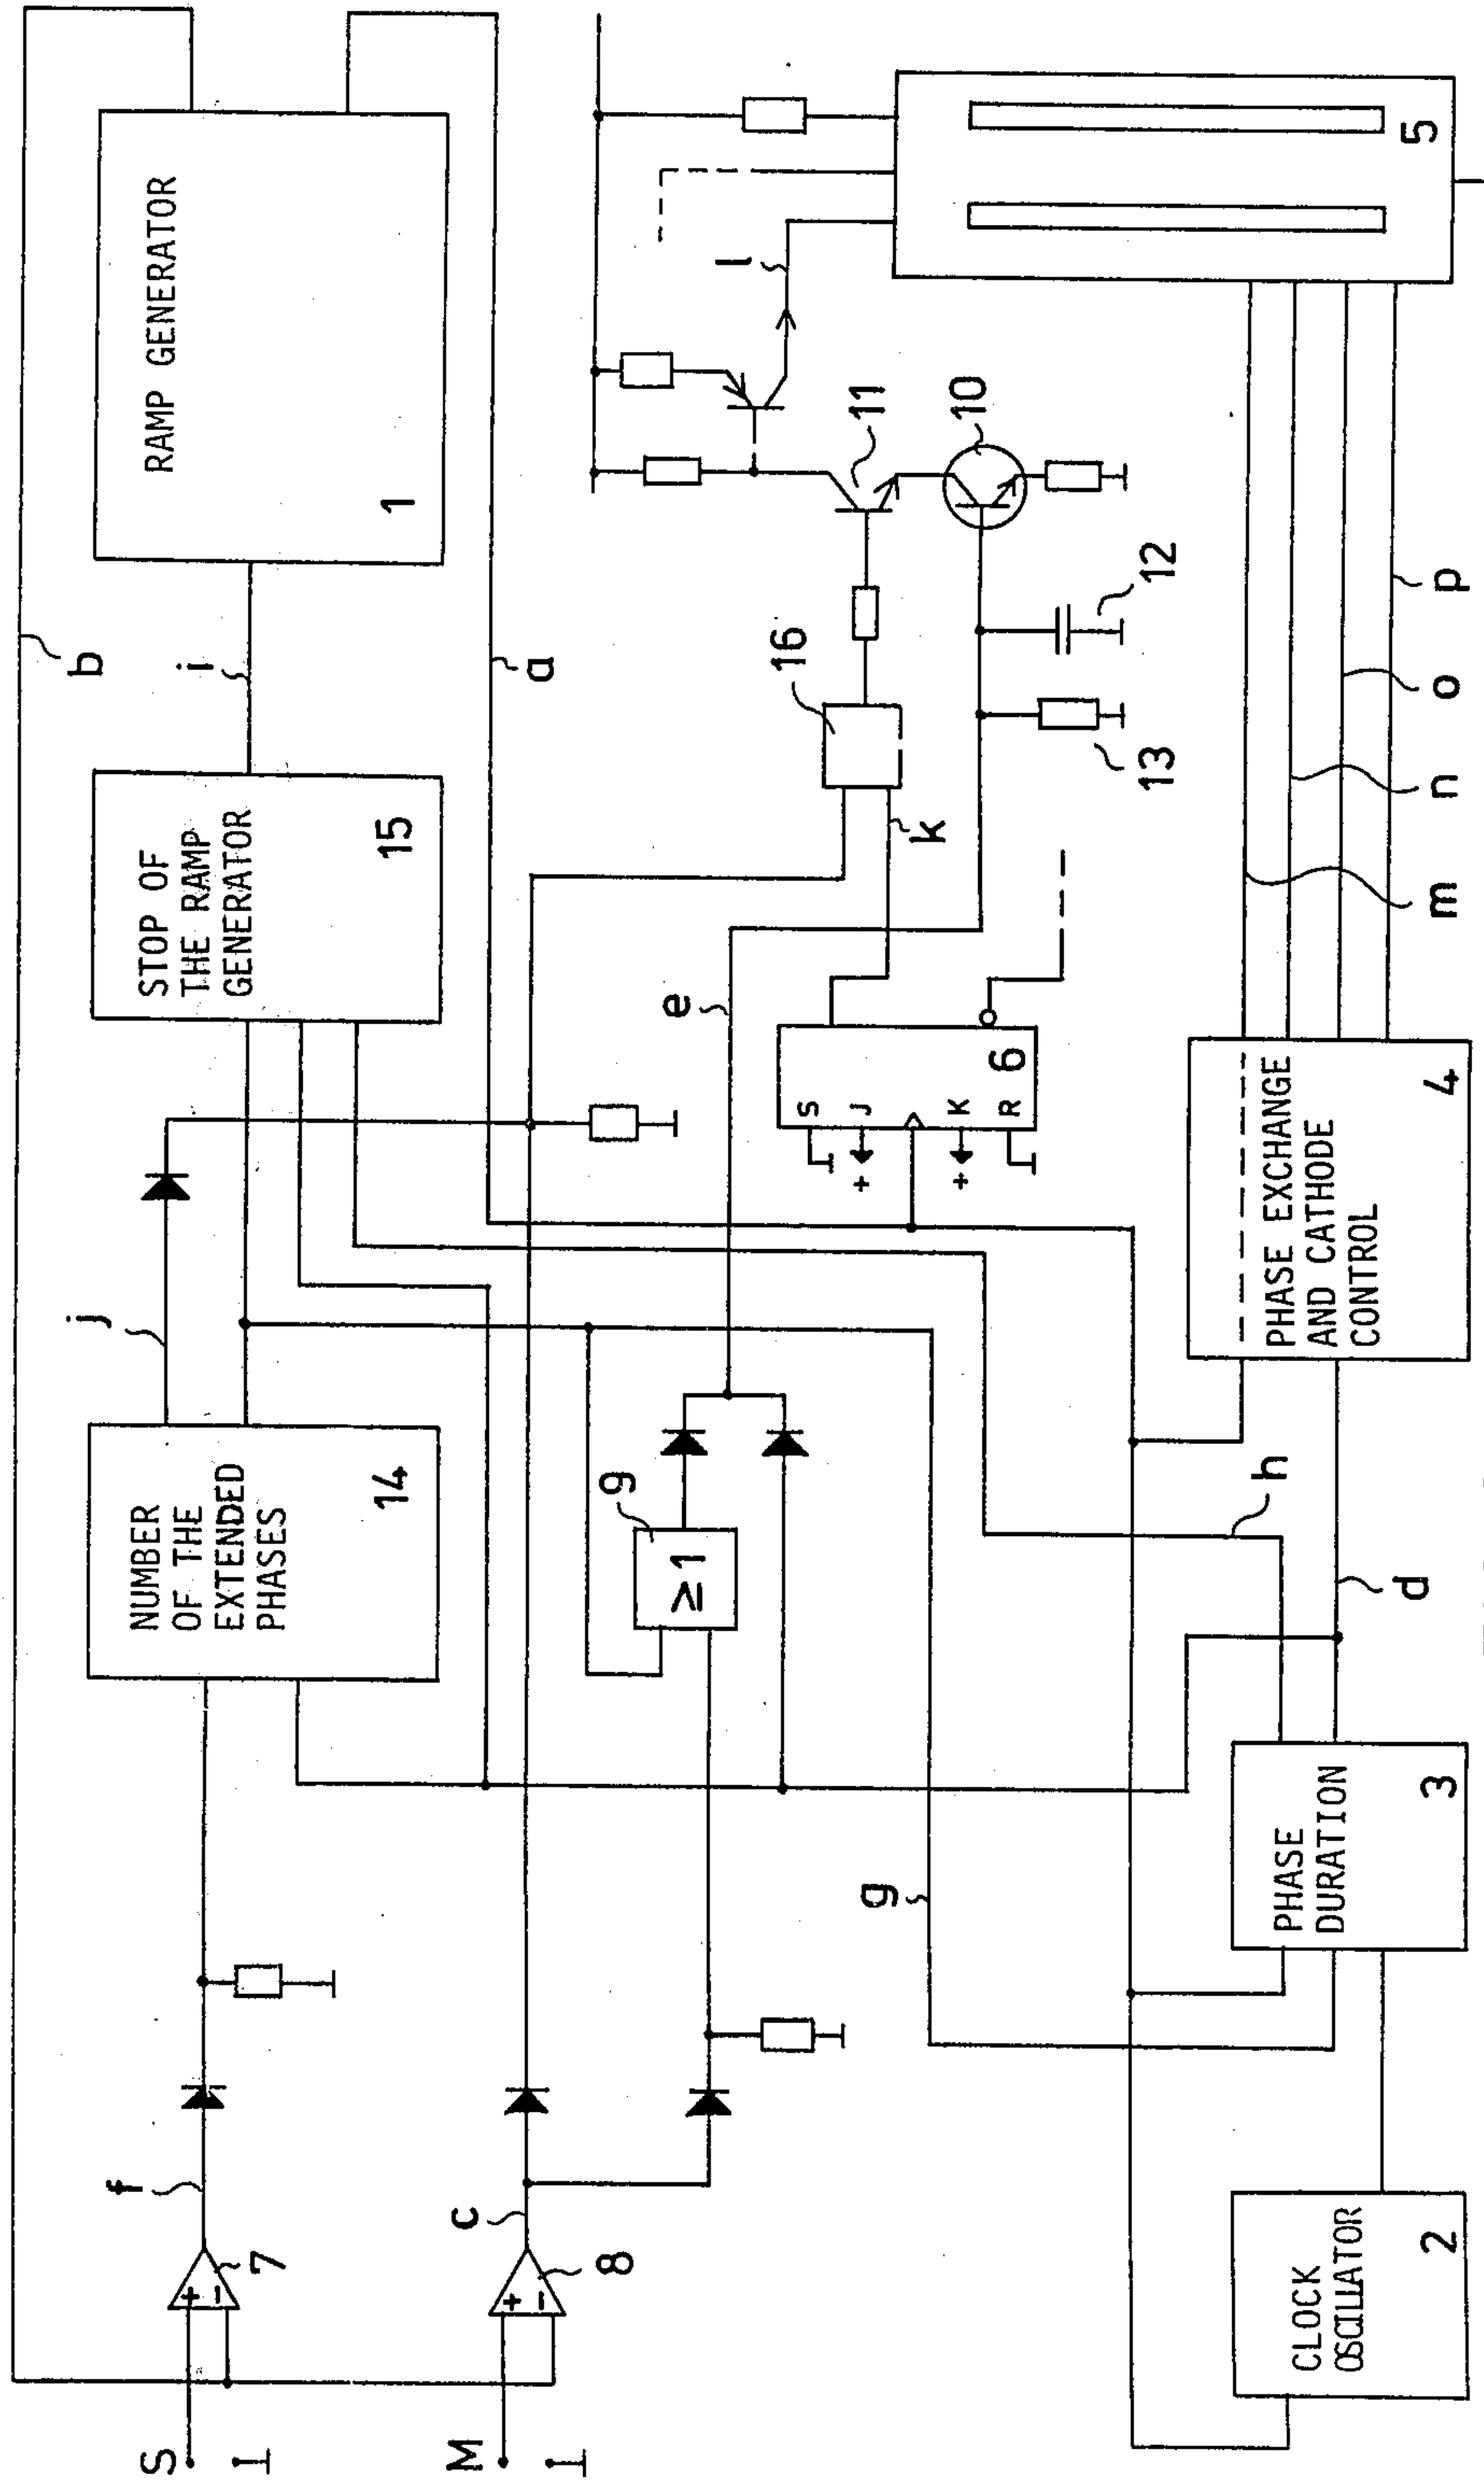 b
RAMP GENERATOR
1
i
STOP OF
THE RAMP
GENERATOR
15
j
NUMBER
OF THE
EXTENDED
PHASES
14
f
S
+
-
7
a
c
M
+
-
8
e
9
≥1
16
11
10
12
13
k
l
5
6
S
J
K
R
+
+
g
h
d
m
n
o
p
PHASE EXCHANGE
AND CATHODE
CONTROL
4
PHASE
DURATION
3
CLOCK
OSCILLATOR
2